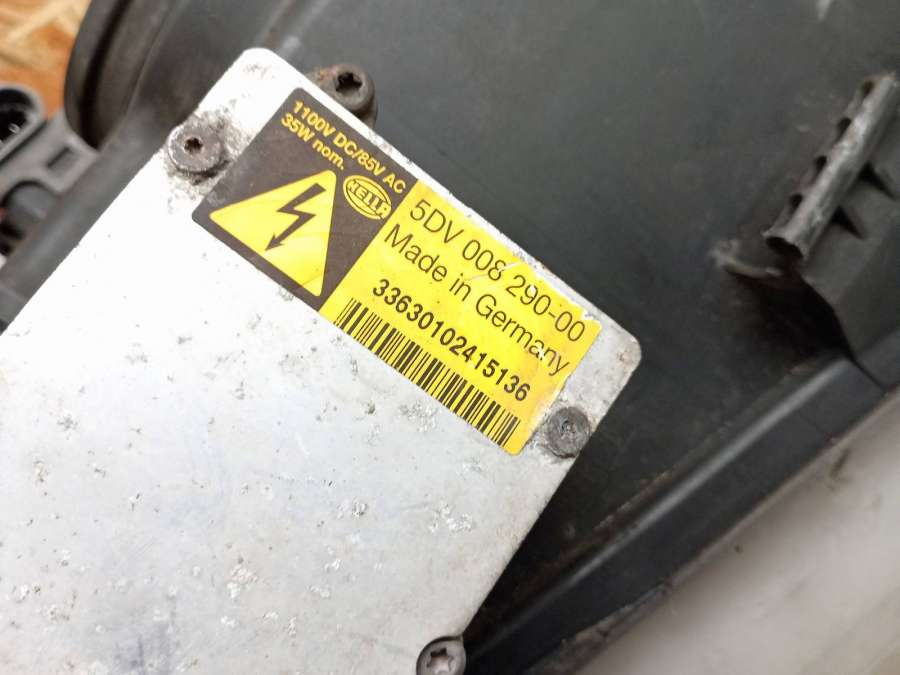 1100V DC/85V AC
35W nom.
HELLA
5DV 008 290-00
Made in Germany
33630102415136